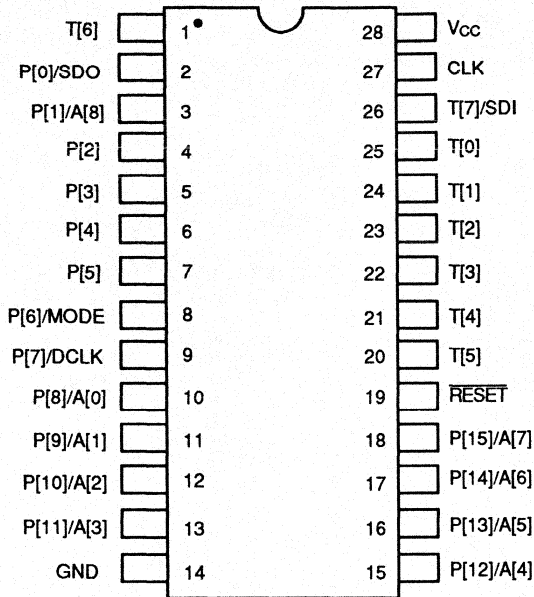 T[6] 1 28 Vcc
P[0]/SDO 2 27 CLK
P[1]/A[8] 3 26 T[7]/SDI
P[2] 4 25 T[0]
P[3] 5 24 T[1]
P[4] 6 23 T[2]
P[5] 7 22 T[3]
P[6]/MODE 8 21 T[4]
P[7]/DCLK 9 20 T[5]
P[8]/A[0] 10 19 RESET
P[9]/A[1] 11 18 P[15]/A[7]
P[10]/A[2] 12 17 P[14]/A[6]
P[11]/A[3] 13 16 P[13]/A[5]
GND 14 15 P[12]/A[4]